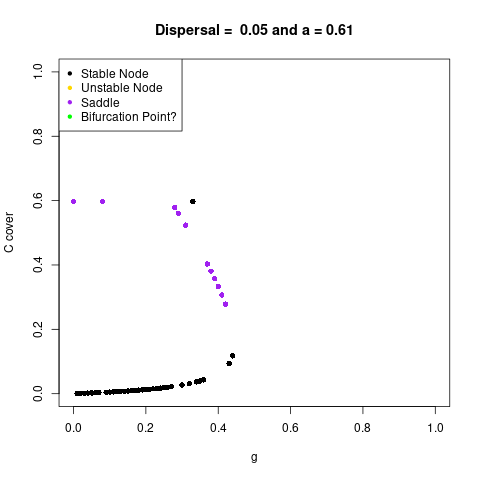 Dispersal =  0.05 and a = 0.61
Stable Node
Unstable Node
Saddle
Bifurcation Point?
C cover
1.0
0.8
0.6
0.4
0.2
0.0
0.0 0.2 0.4 0.6 0.8 1.0
g